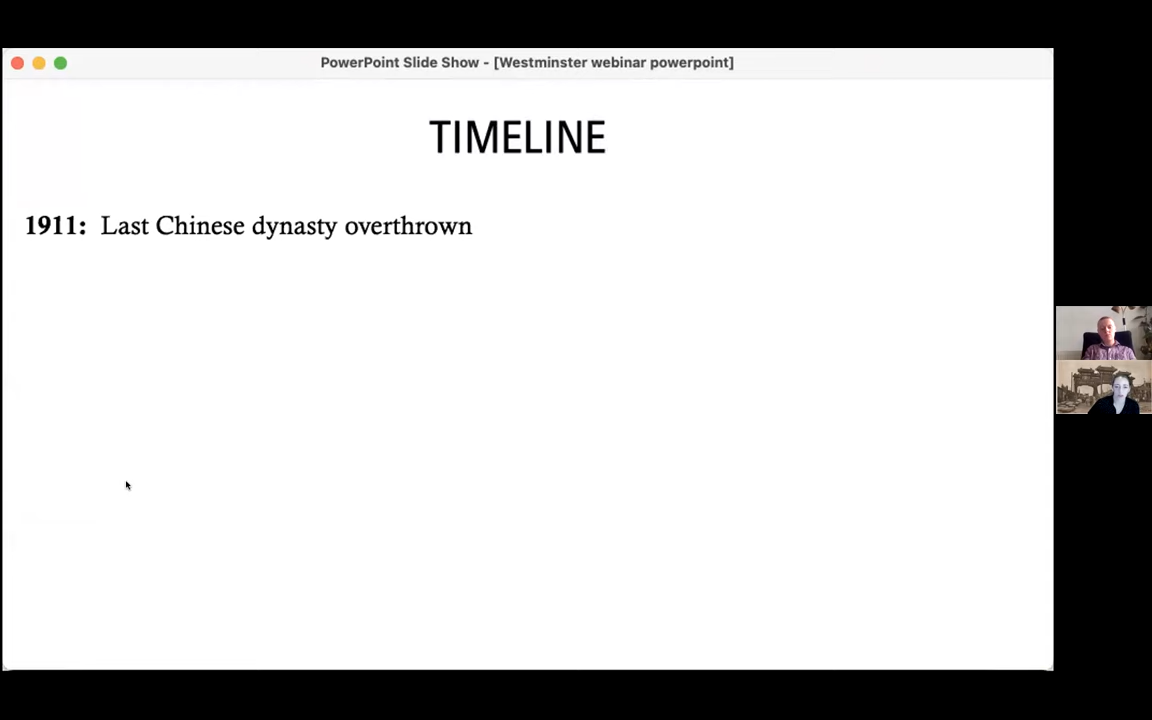 PowerPoint Slide Show - [Westminster webinar powerpoint]
TIMELINE
1911: Last Chinese dynasty overthrown